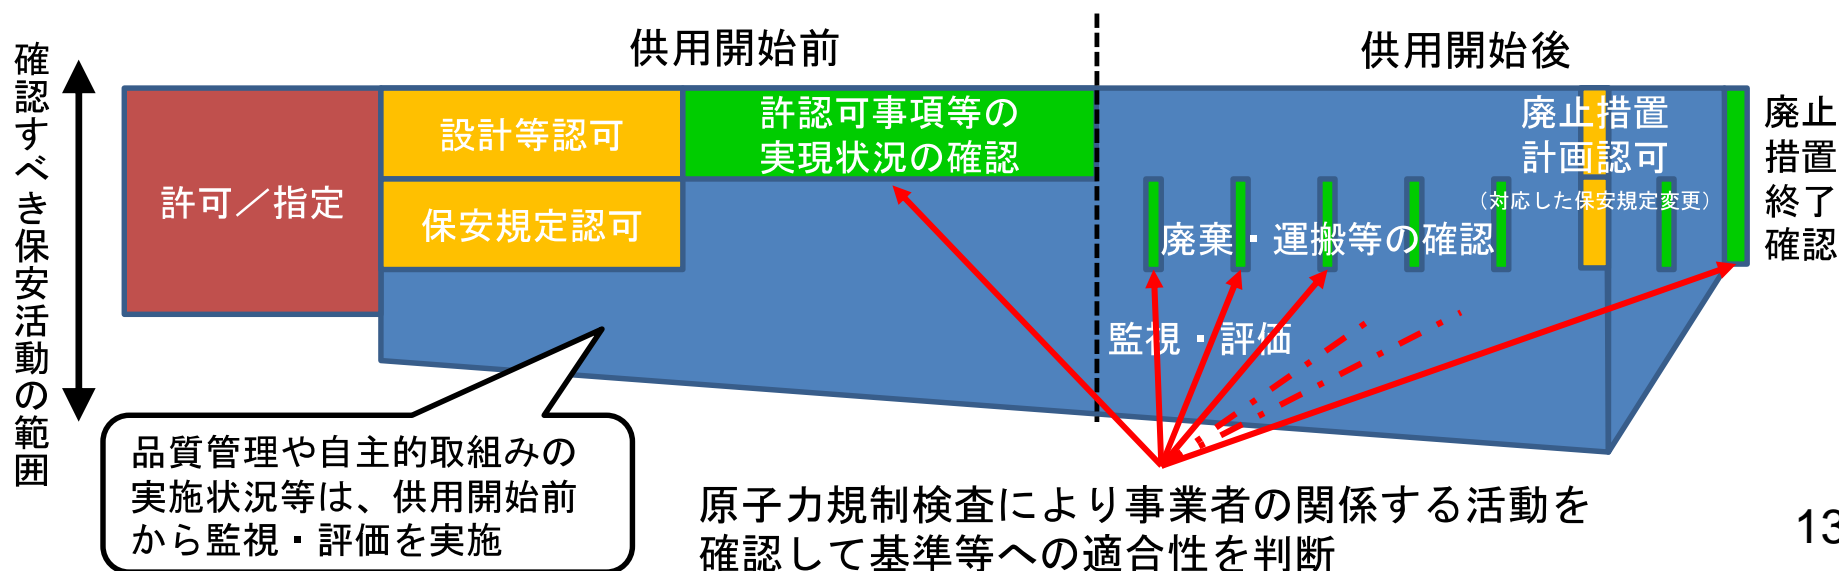 確認すべき保安活動の範囲
供用開始前
供用開始後
許可／指定
設計等認可
保安規定認可
許認可事項等の
実現状況の確認
廃止措置
計画認可
（対応した保安規定変更）
廃棄・運搬等の確認
監視・評価
廃止
措置
終了
確認
品質管理や自主的取組みの
実施状況等は、供用開始前
から監視・評価を実施
原子力規制検査により事業者の関係する活動を
確認して基準等への適合性を判断
13